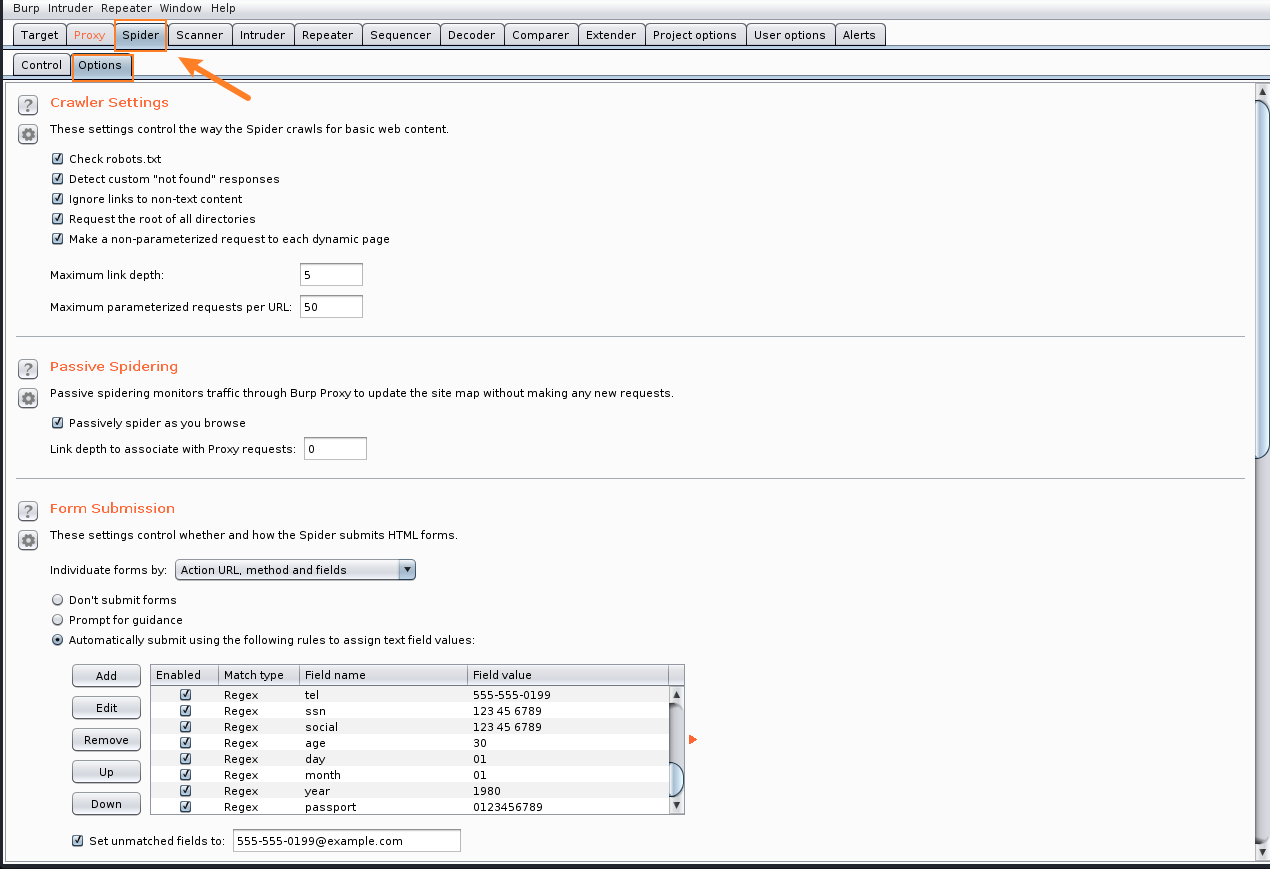 Burp Intruder Repeater Window Help
Target Proxy Spider Scanner Intruder Repeater Sequencer Decoder Comparer Extender Project options User options Alerts
Control Options
? Crawler Settings
These settings control the way the Spider crawls for basic web content.
Check robots.txt
Detect custom "not found" responses
Ignore links to non-text content
Request the root of all directories
Make a non-parameterized request to each dynamic page
Maximum link depth: 5
Maximum parameterized requests per URL: 50
? Passive Spidering
Passive spidering monitors traffic through Burp Proxy to update the site map without making any new requests.
Passively spider as you browse
Link depth to associate with Proxy requests: 0
? Form Submission
These settings control whether and how the Spider submits HTML forms.
Individuate forms by: Action URL, method and fields
Don't submit forms
Prompt for guidance
Automatically submit using the following rules to assign text field values:
Add
Edit
Remove
Up
Down
Enabled Match type Field name Field value
Regex tel 555-555-0199
Regex ssn 123 45 6789
Regex social 123 45 6789
Regex age 30
Regex day 01
Regex month 01
Regex year 1980
Regex passport 0123456789
Set unmatched fields to: 555-555-0199@example.com